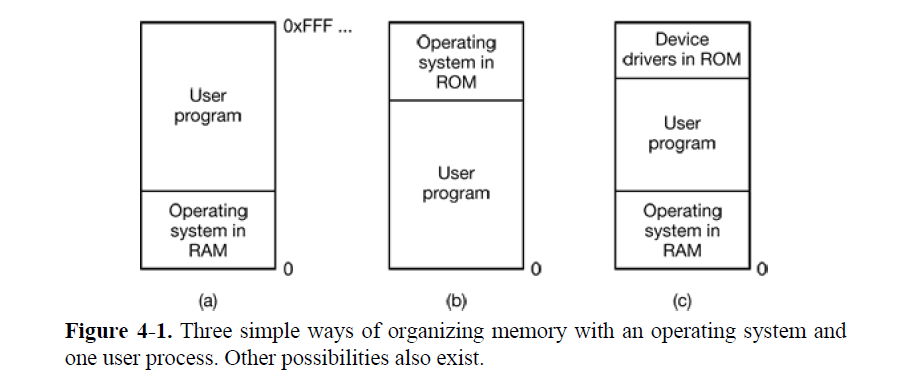 0xFFF ...
User
program
Operating
system in
RAM
0
(a)
Operating
system in
ROM
User
program
0
(b)
Device
drivers in ROM
User
program
Operating
system in
RAM
0
(c)
Figure 4-1. Three simple ways of organizing memory with an operating system and
one user process. Other possibilities also exist.